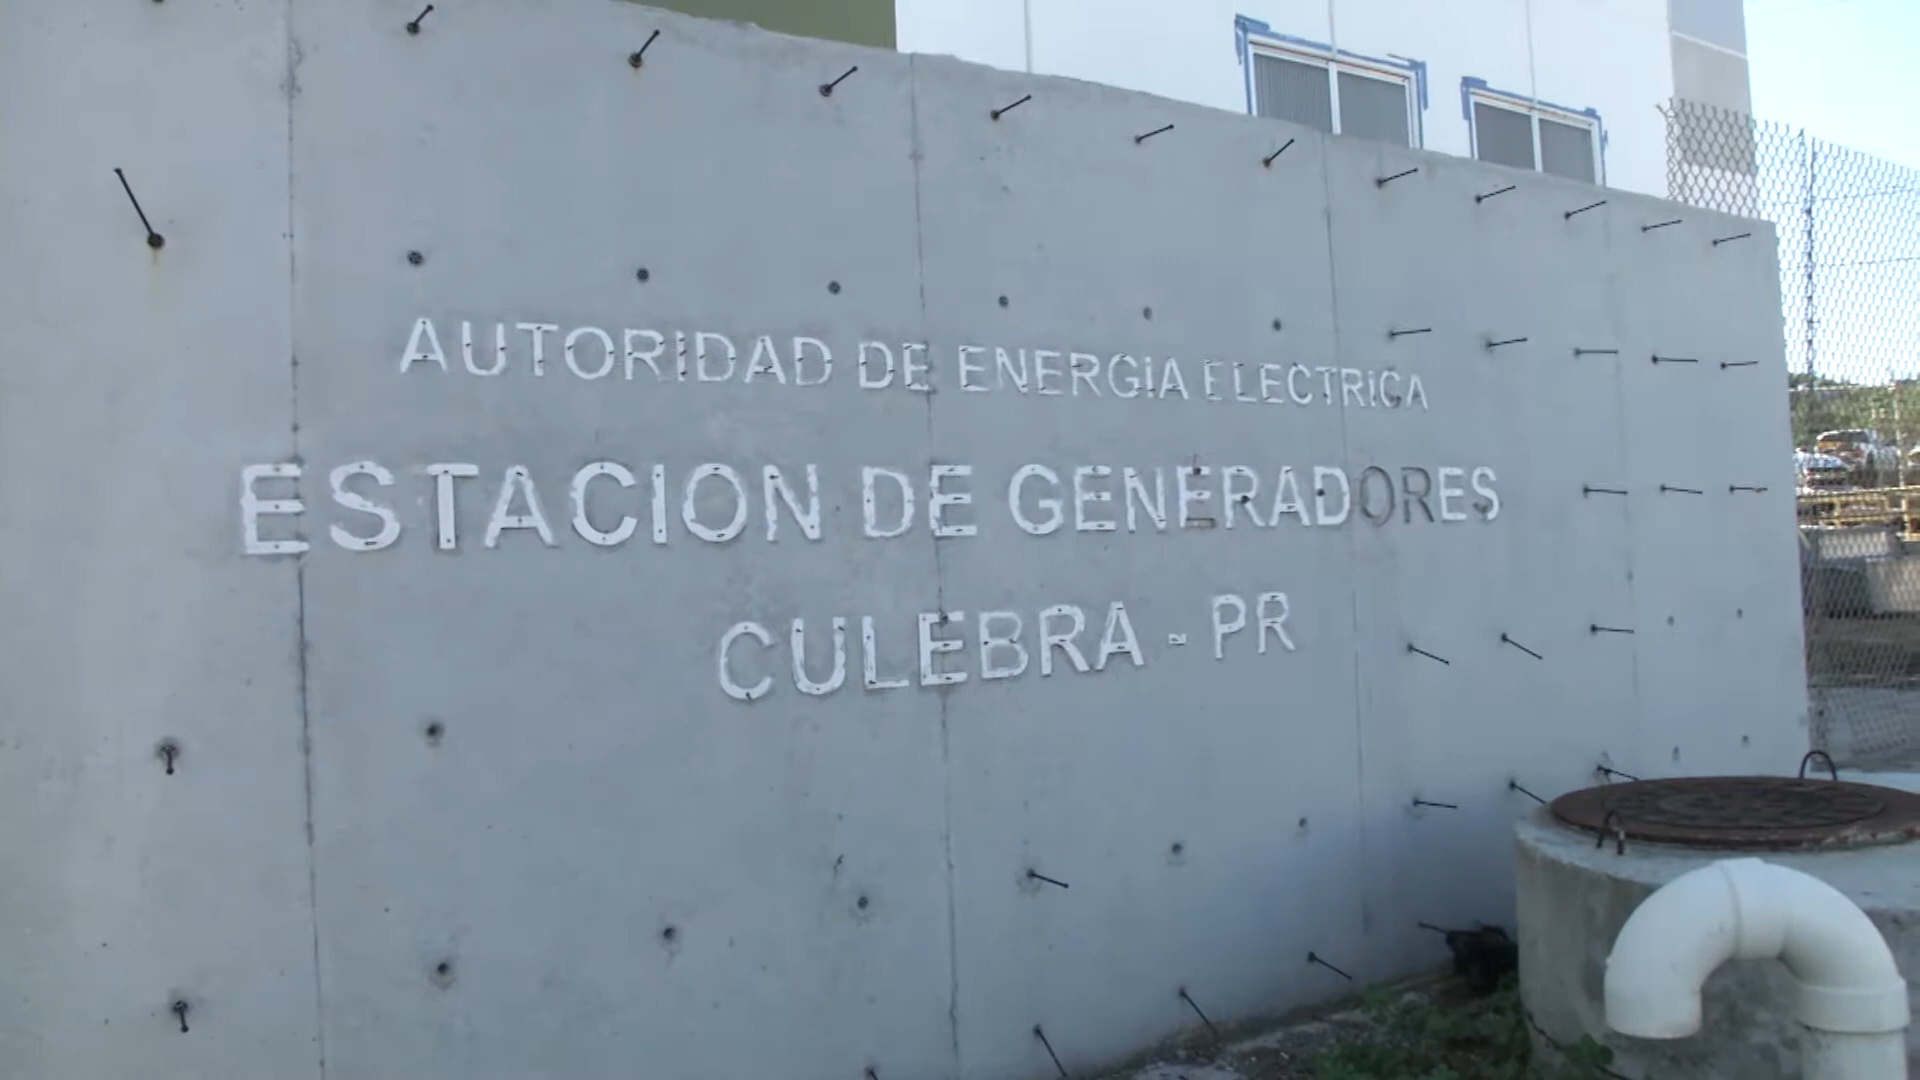 AUTORIDAD DE ENERGIA ELECTRICA
ESTACION DE GENERADORES
CULEBRA - PR